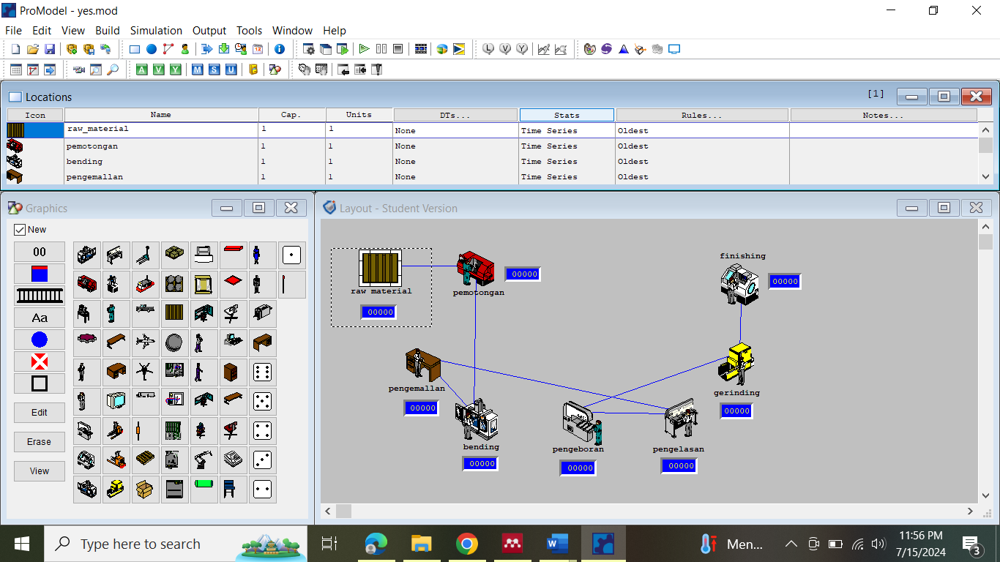 ProModel - yes.mod
File Edit View Build Simulation Output Tools Window Help
L V Y
A V Y M S U
Locations [1]
Icon Name Cap. Units DTs... Stats Rules... Notes...
raw_material 1 1 None Time Series Oldest
pemotongan 1 1 None Time Series Oldest
bending 1 1 None Time Series Oldest
pengemallan 1 1 None Time Series Oldest
Graphics
New
00
Aa
Edit
Erase
View
Layout - Student Version
finishing
00000
00000
raw material
pemotongan
00000
pengemallan
gerinding
00000
00000
bending
pengeboran
pengelasan
00000
00000
00000
Type here to search
Men...
11:56 PM
7/15/2024
3